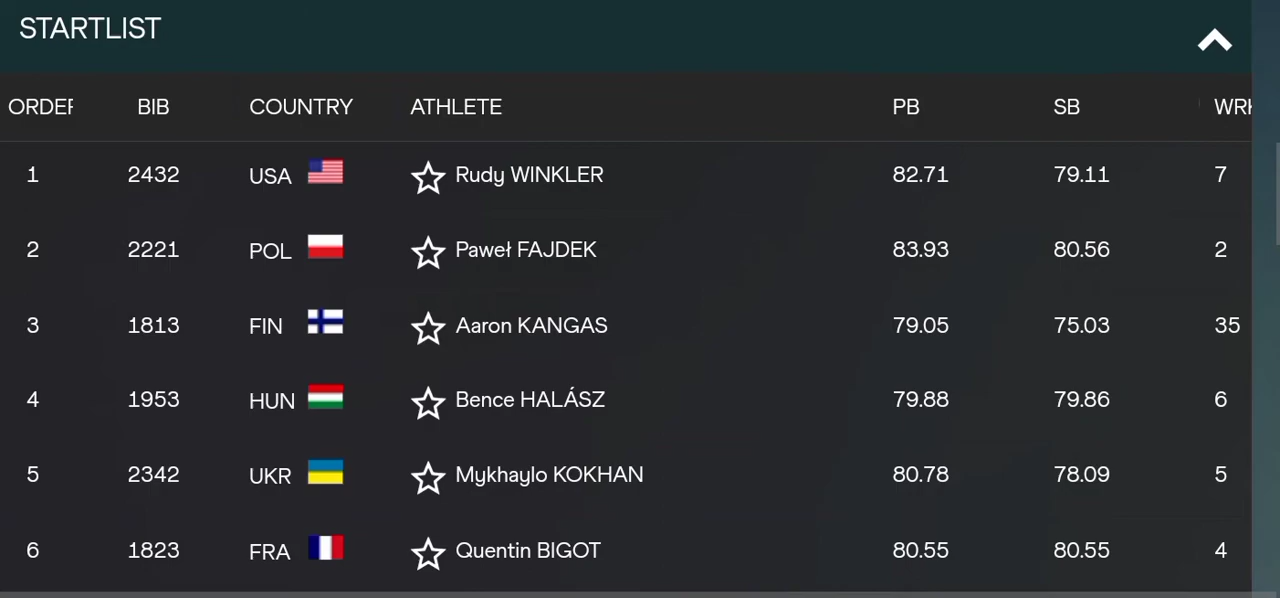 STARTLIST
ORDER BIB COUNTRY ATHLETE PB SB WRK
1 2432 USA Rudy WINKLER 82.71 79.11 7
2 2221 POL Paweł FAJDEK 83.93 80.56 2
3 1813 FIN Aaron KANGAS 79.05 75.03 35
4 1953 HUN Bence HALÁSZ 79.88 79.86 6
5 2342 UKR Mykhaylo KOKHAN 80.78 78.09 5
6 1823 FRA Quentin BIGOT 80.55 80.55 4